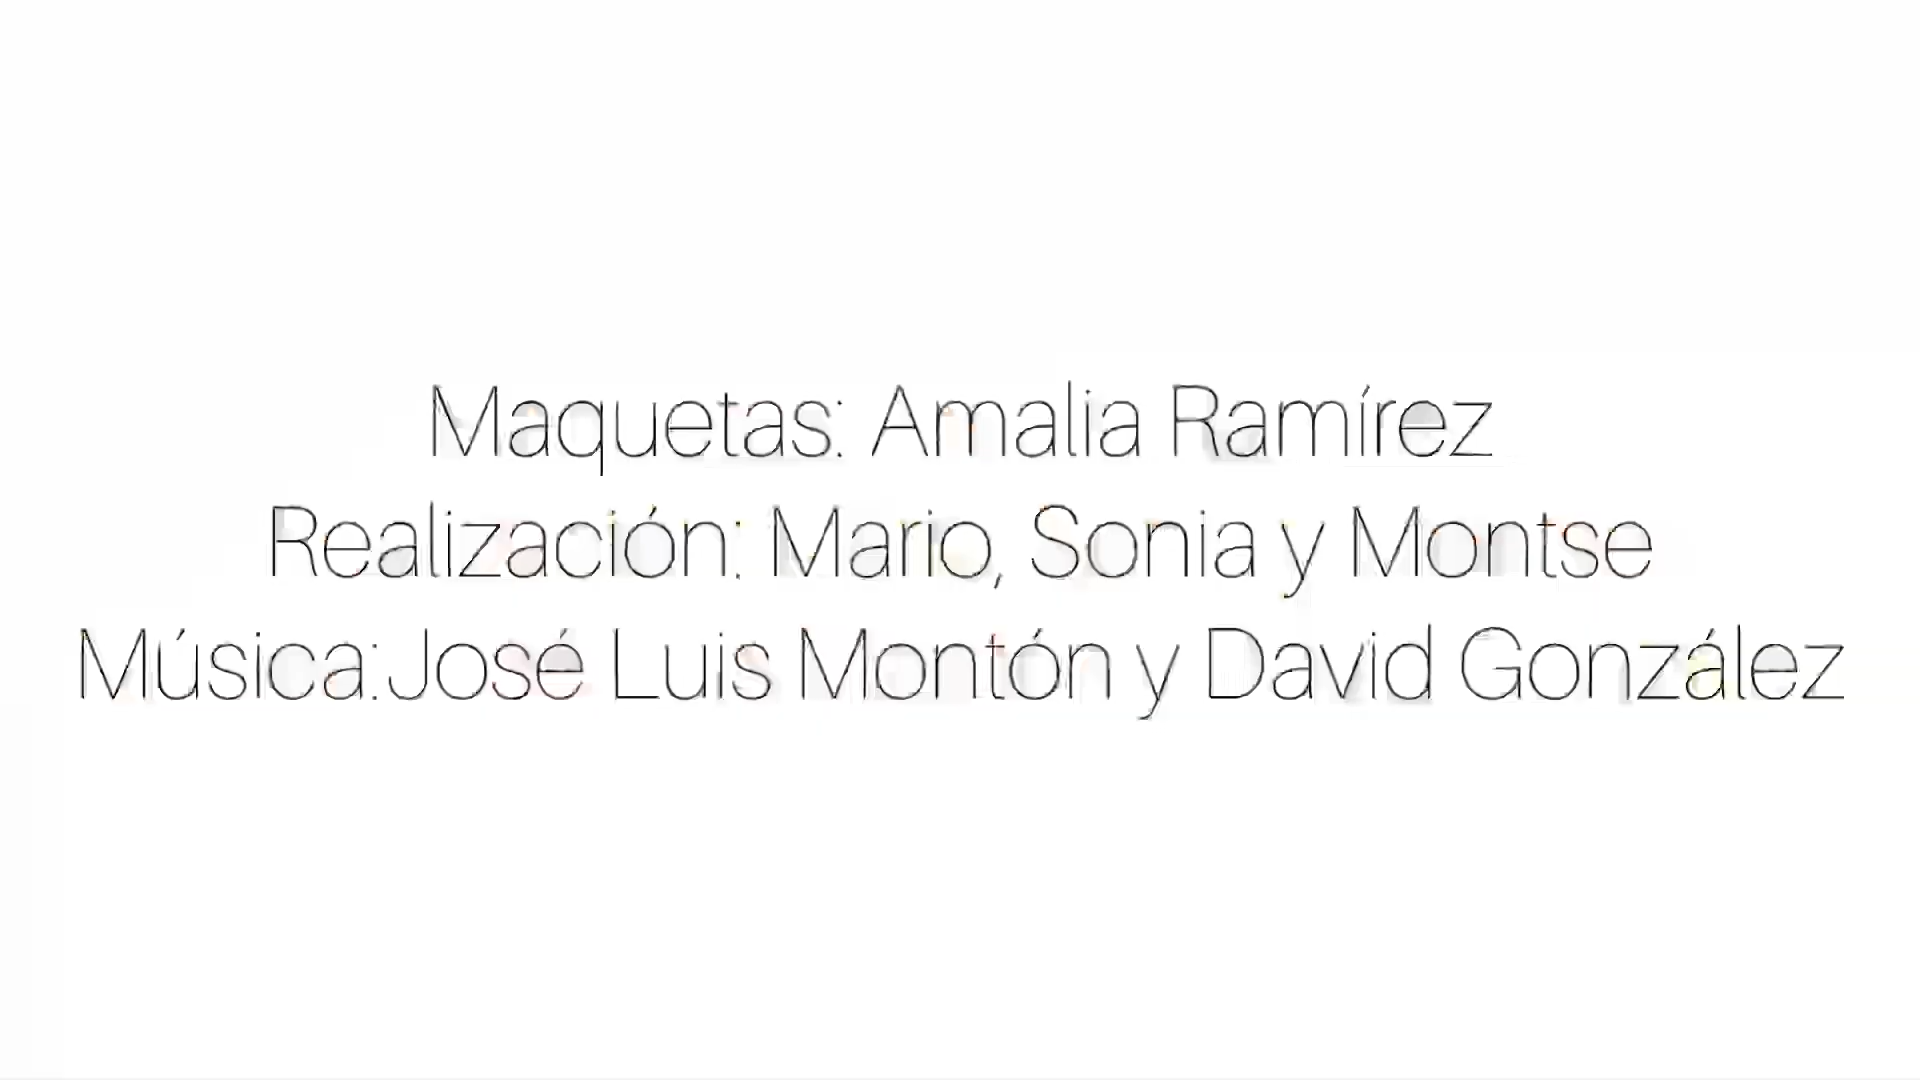 Maquetas: Amalia Ramírez
Realización: Mario, Sonia y Montse
Música:José Luis Montón y David González